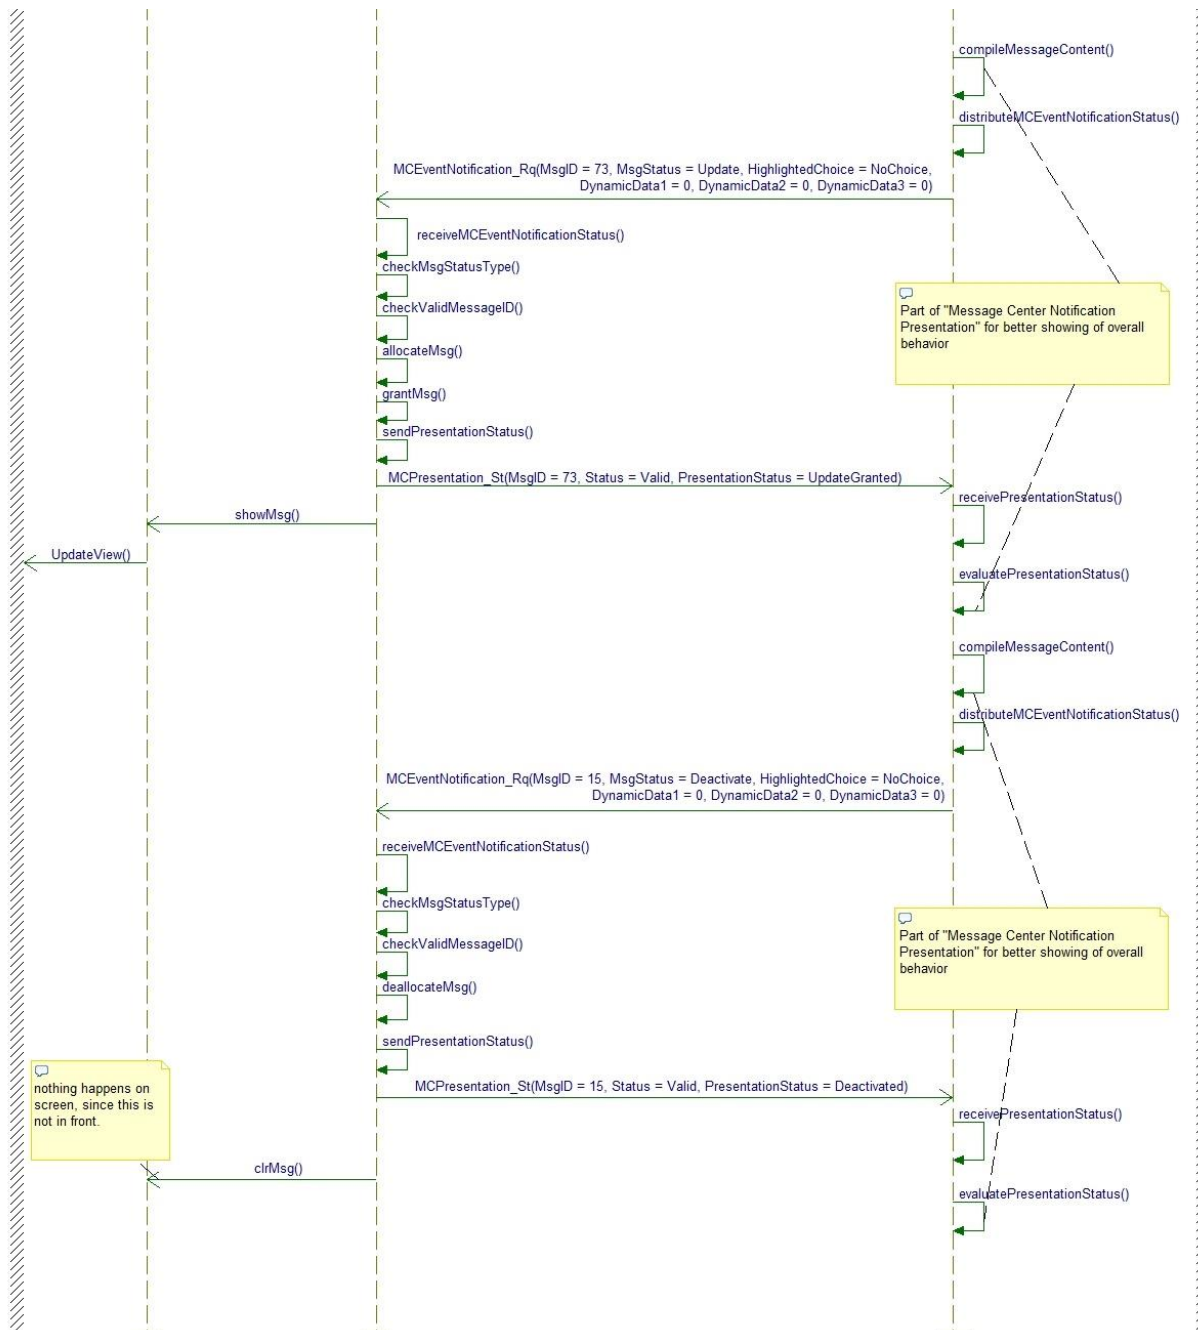 compileMessageContent()
distributeMCEventNotificationStatus()
MCEventNotification_Rq(MsgID = 73, MsgStatus = Update, HighlightedChoice = NoChoice,
DynamicData1 = 0, DynamicData2 = 0, DynamicData3 = 0)
receiveMCEventNotificationStatus()
checkMsgStatusType()
checkValidMessageID()
Part of "Message Center Notification
Presentation" for better showing of overall
behavior
allocateMsg()
grantMsg()
sendPresentationStatus()
MCPresentation_St(MsgID = 73, Status = Valid, PresentationStatus = UpdateGranted)
receivePresentationStatus()
showMsg()
UpdateView()
evaluatePresentationStatus()
compileMessageContent()
distributeMCEventNotificationStatus()
MCEventNotification_Rq(MsgID = 15, MsgStatus = Deactivate, HighlightedChoice = NoChoice,
DynamicData1 = 0, DynamicData2 = 0, DynamicData3 = 0)
receiveMCEventNotificationStatus()
checkMsgStatusType()
checkValidMessageID()
Part of "Message Center Notification
Presentation" for better showing of overall
behavior
deallocateMsg()
sendPresentationStatus()
MCPresentation_St(MsgID = 15, Status = Valid, PresentationStatus = Deactivated)
nothing happens on
screen, since this is
not in front.
receivePresentationStatus()
clrMsg()
evaluatePresentationStatus()